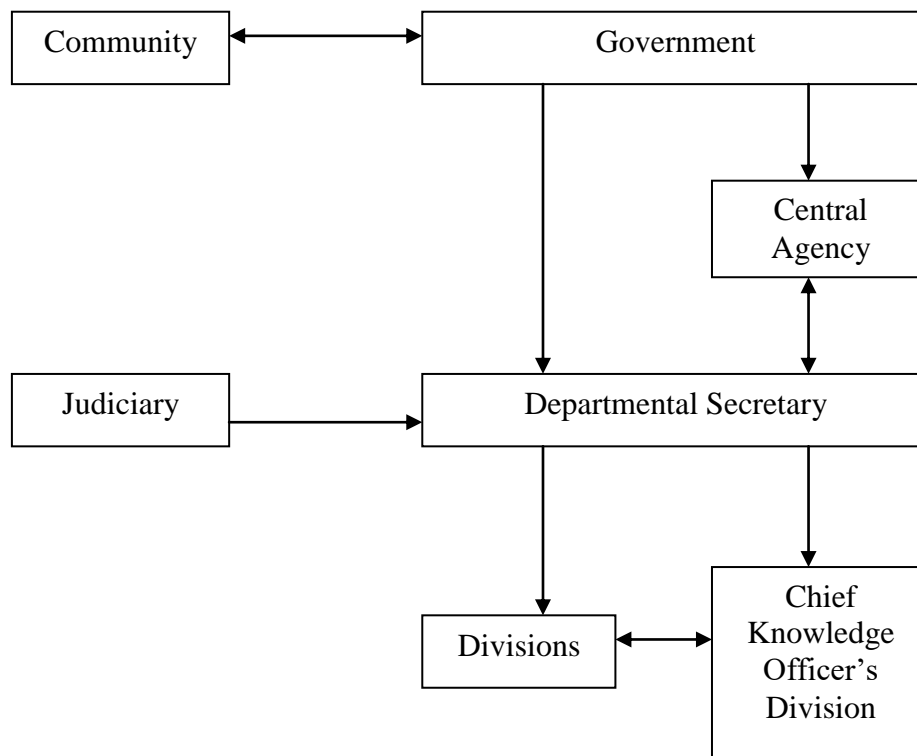 Community
Government
Central
Agency
Judiciary
Departmental Secretary
Divisions
Chief
Knowledge
Officer’s
Division